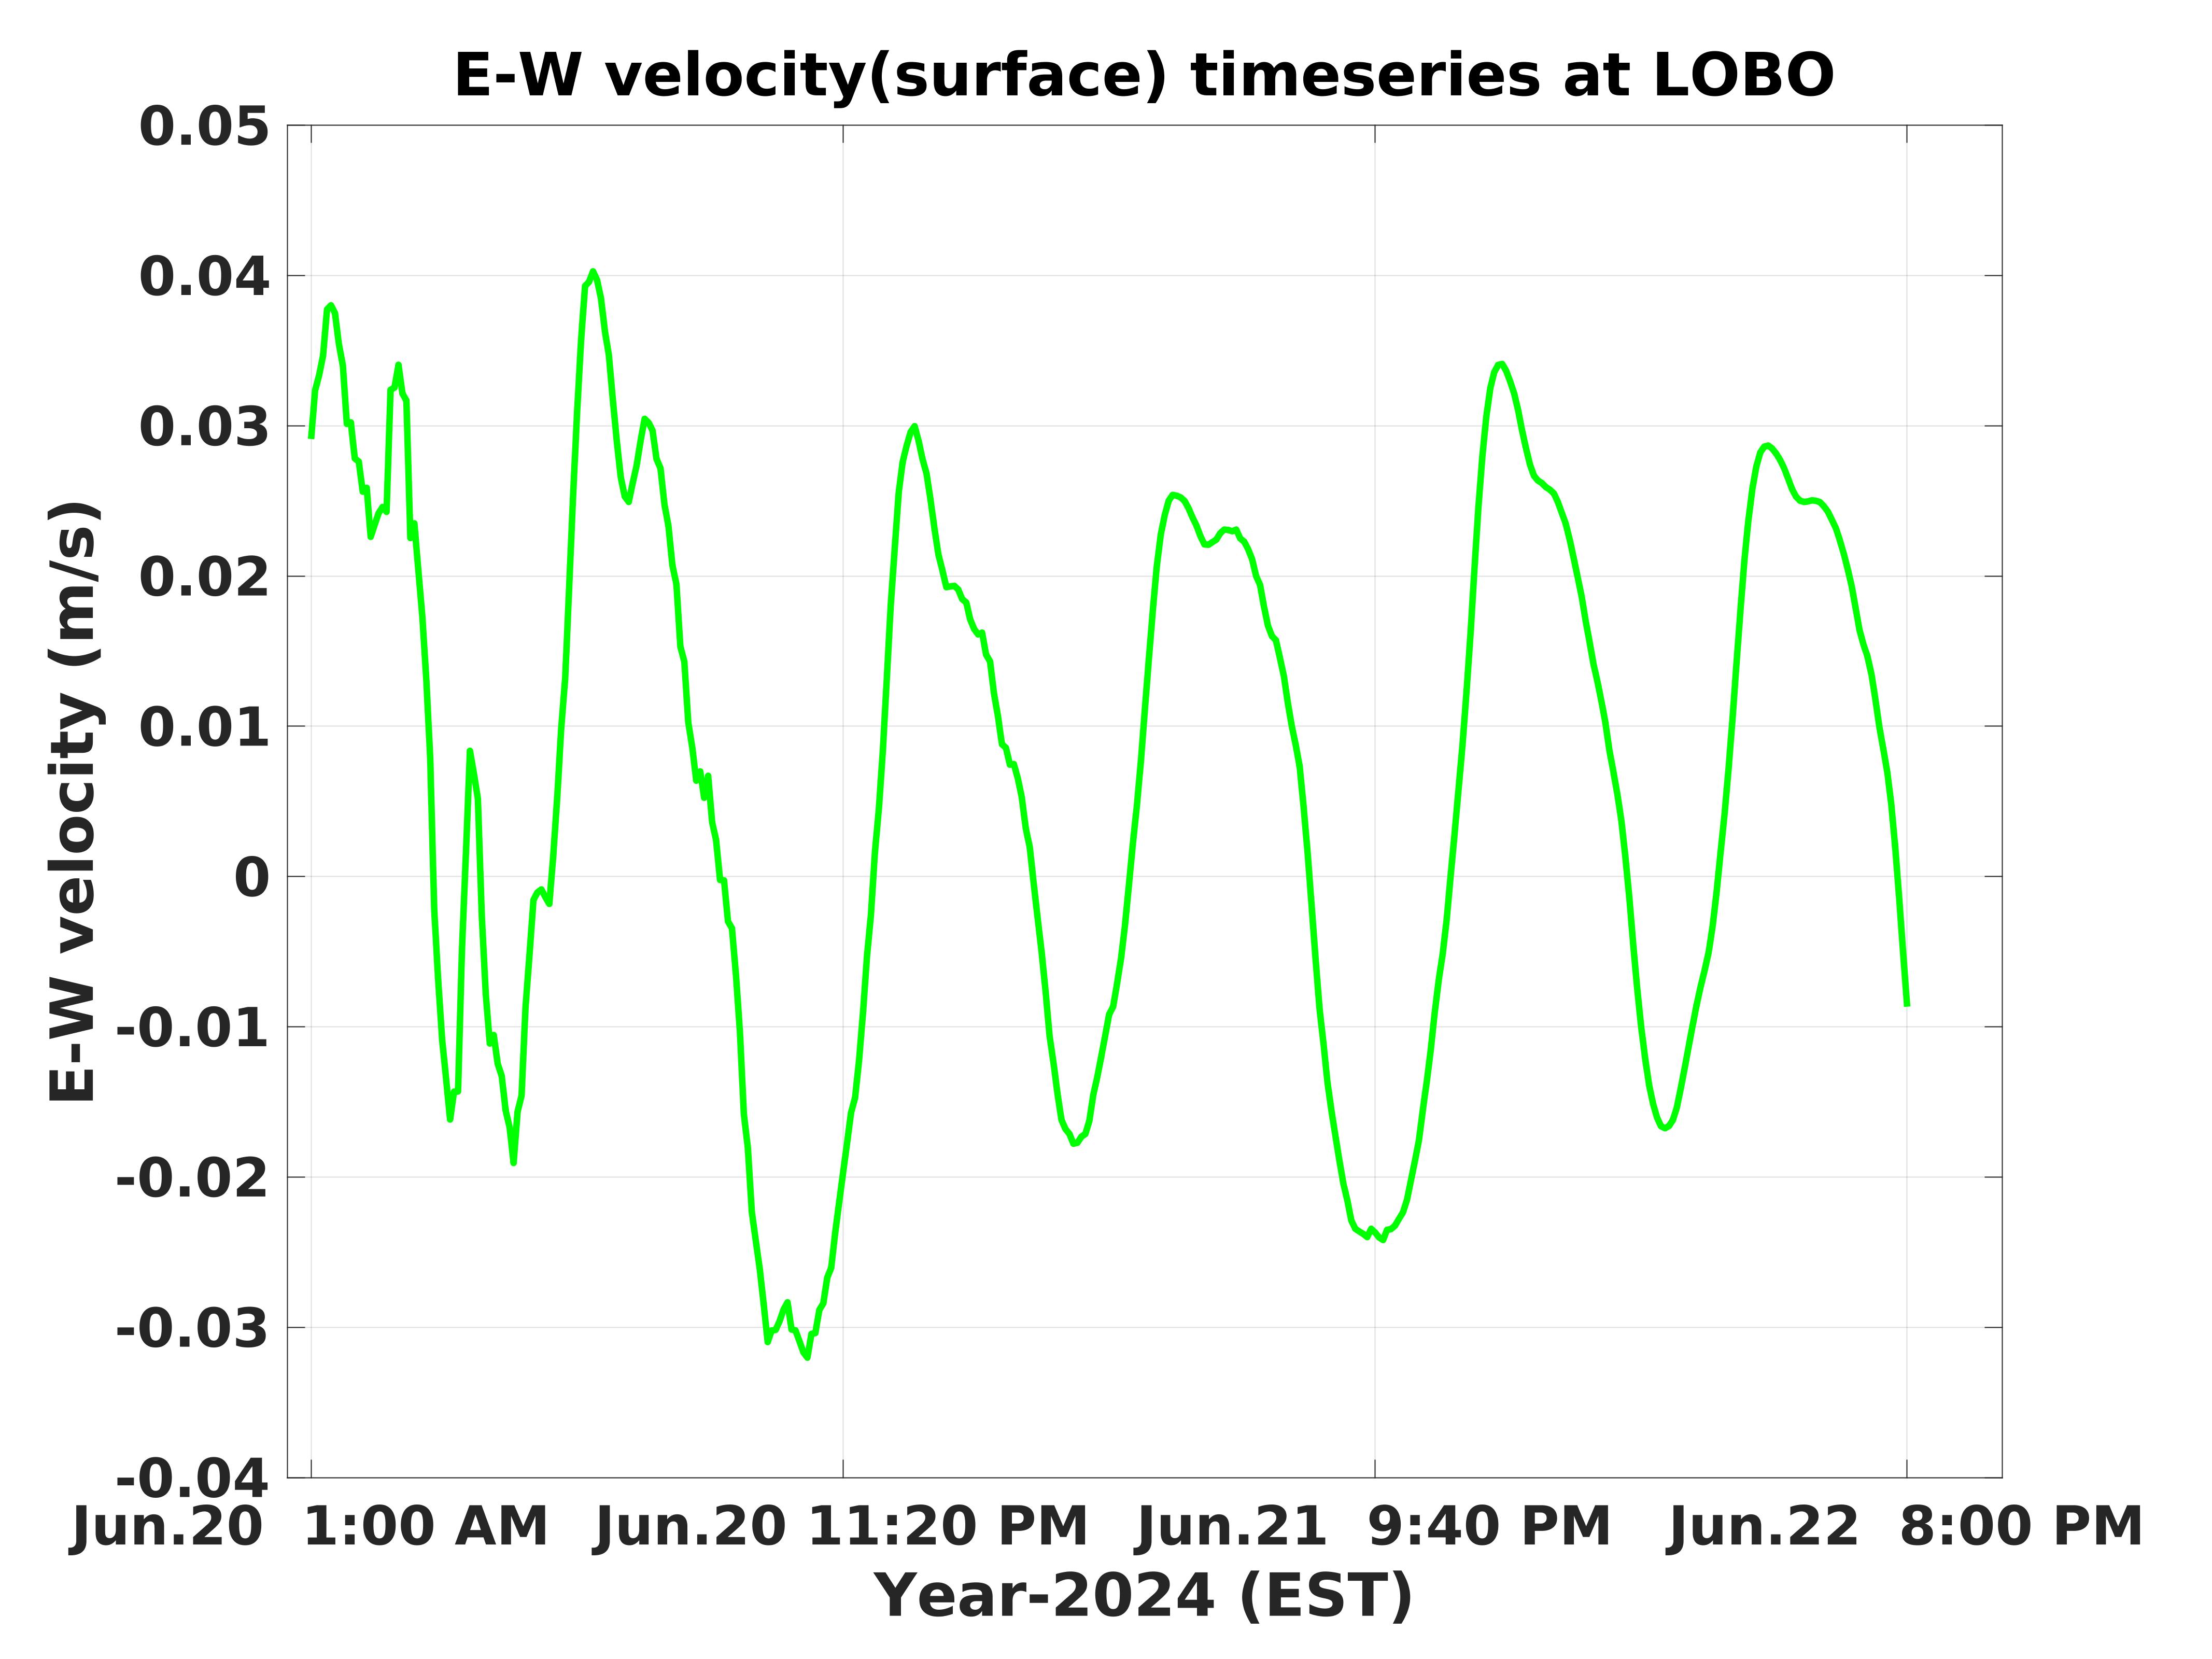 E-W velocity(surface) timeseries at LOBO
E-W velocity (m/s)
0.05
0.04
0.03
0.02
0.01
0
-0.01
-0.02
-0.03
-0.04
Jun.20 1:00 AM
Jun.20 11:20 PM
Jun.21 9:40 PM
Jun.22 8:00 PM
Year-2024 (EST)